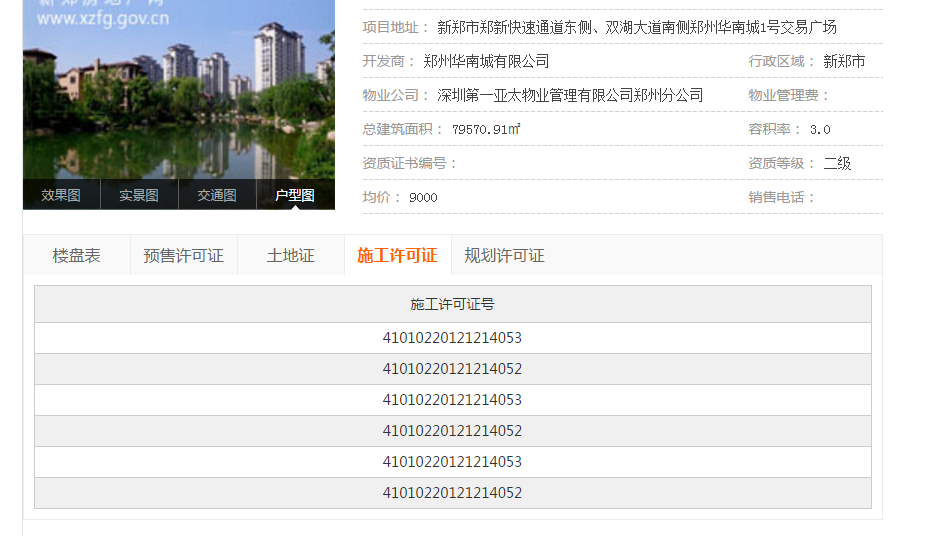 新郑房地产网
www.xzfg.gov.cn
效果图 实景图 交通图 户型图
项目地址： 新郑市郑新快速通道东侧、双湖大道南侧郑州华南城1号交易广场
开发商： 郑州华南城有限公司 行政区域： 新郑市
物业公司： 深圳第一亚太物业管理有限公司郑州分公司 物业管理费：
总建筑面积： 79570.91㎡ 容积率： 3.0
资质证书编号： 资质等级： 二级
均价： 9000 销售电话：
楼盘表 预售许可证 土地证 施工许可证 规划许可证
施工许可证号
41010220121214053
41010220121214052
41010220121214053
41010220121214052
41010220121214053
41010220121214052